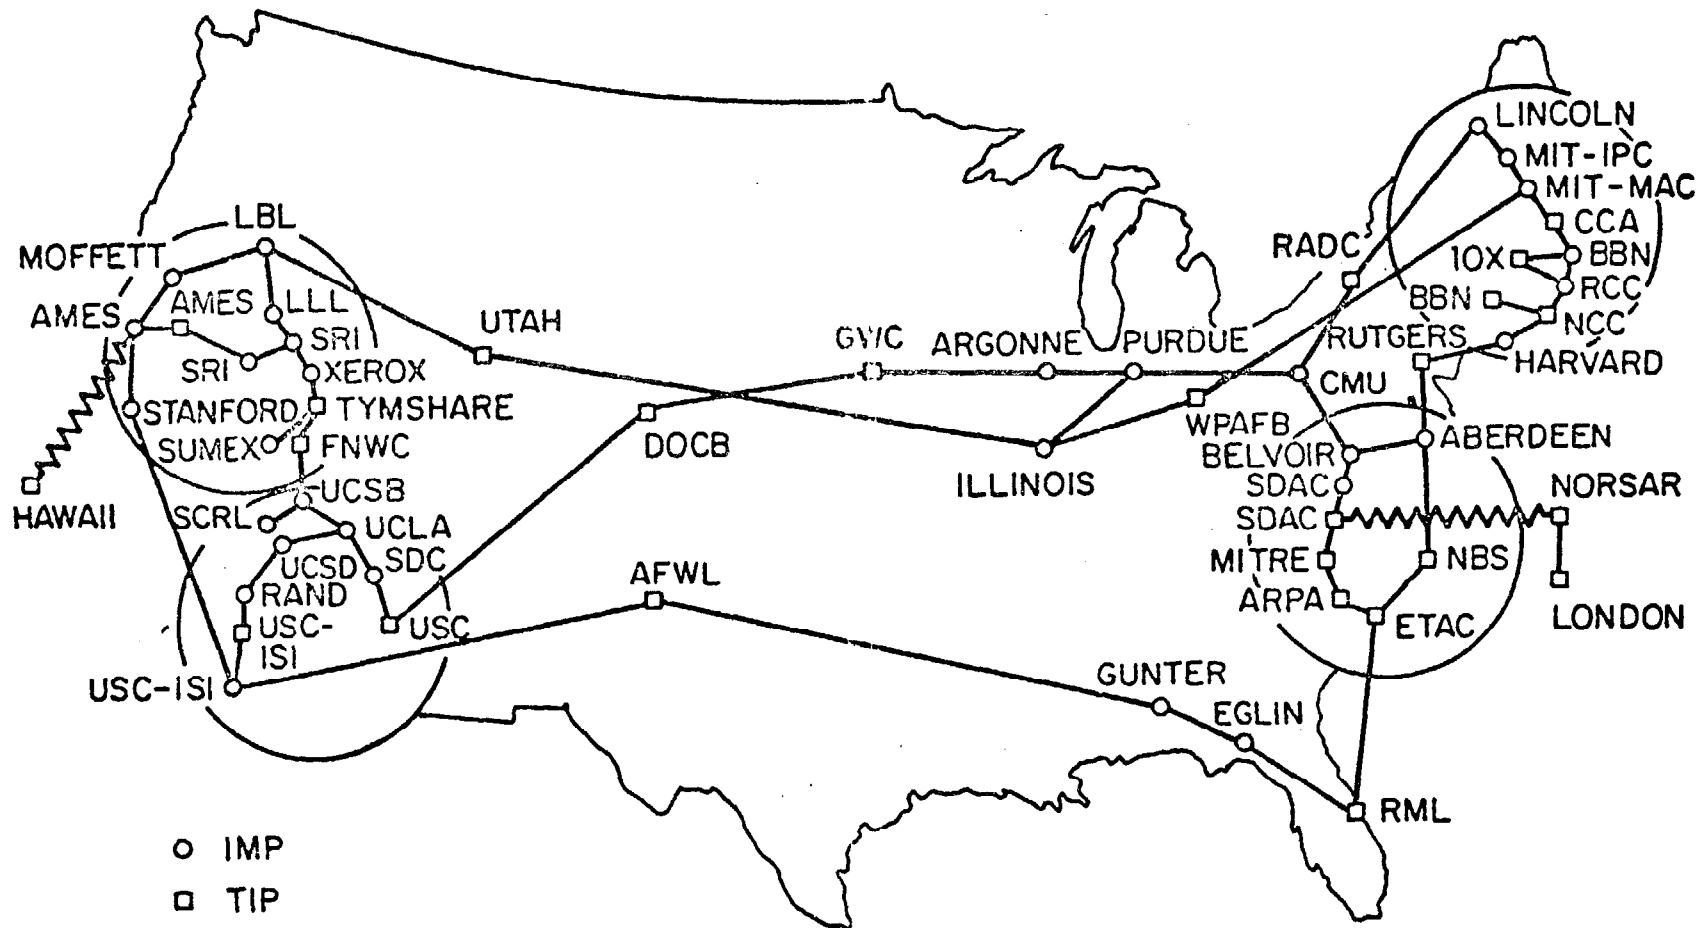 LINCOLN
MIT-IPC
MIT-MAC
CCA
BBN
10X
RCC
BBN
NCC
HARVARD
RADC
RUTGERS
LBL
MOFFETT
AMES
AMES
LLL
SRI
SRI
XEROX
STANFORD
TYMSHARE
SUMEX
FNWC
HAWAII
UCSB
SCRL
UCLA
UCSD
SDC
RAND
USC-
ISI
USC
USC-ISI
UTAH
GWC
ARGONNE
PURDUE
DOCB
ILLINOIS
CMU
WPAFB
BELVOIR
ABERDEEN
SDAC
NORSAR
SDAC
MITRE
NBS
ARPA
ETAC
LONDON
AFWL
GUNTER
EGLIN
RML
IMP
TIP